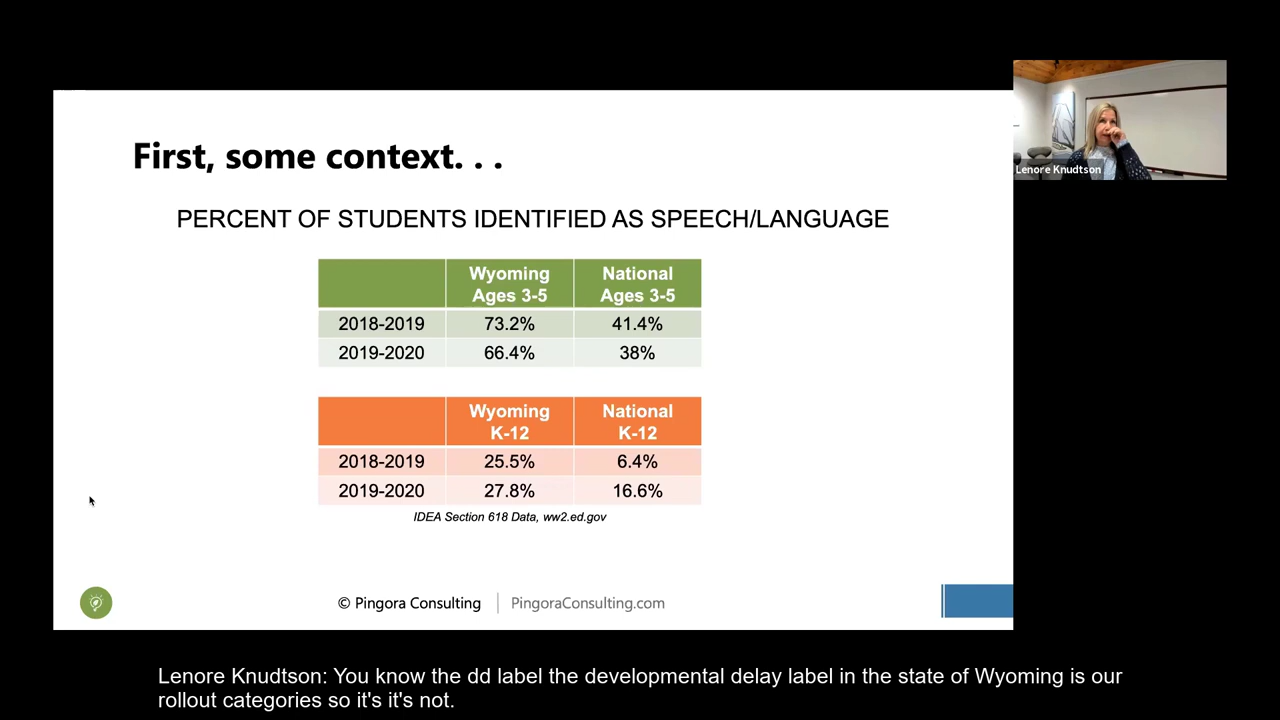 First, some context. . .
PERCENT OF STUDENTS IDENTIFIED AS SPEECH/LANGUAGE
Wyoming Ages 3-5 National Ages 3-5
2018-2019 73.2% 41.4%
2019-2020 66.4% 38%
Wyoming K-12 National K-12
2018-2019 25.5% 6.4%
2019-2020 27.8% 16.6%
IDEA Section 618 Data, ww2.ed.gov
© Pingora Consulting PingoraConsulting.com
Lenore Knudtson
Lenore Knudtson: You know the dd label the developmental delay label in the state of Wyoming is our
rollout categories so it's it's not.